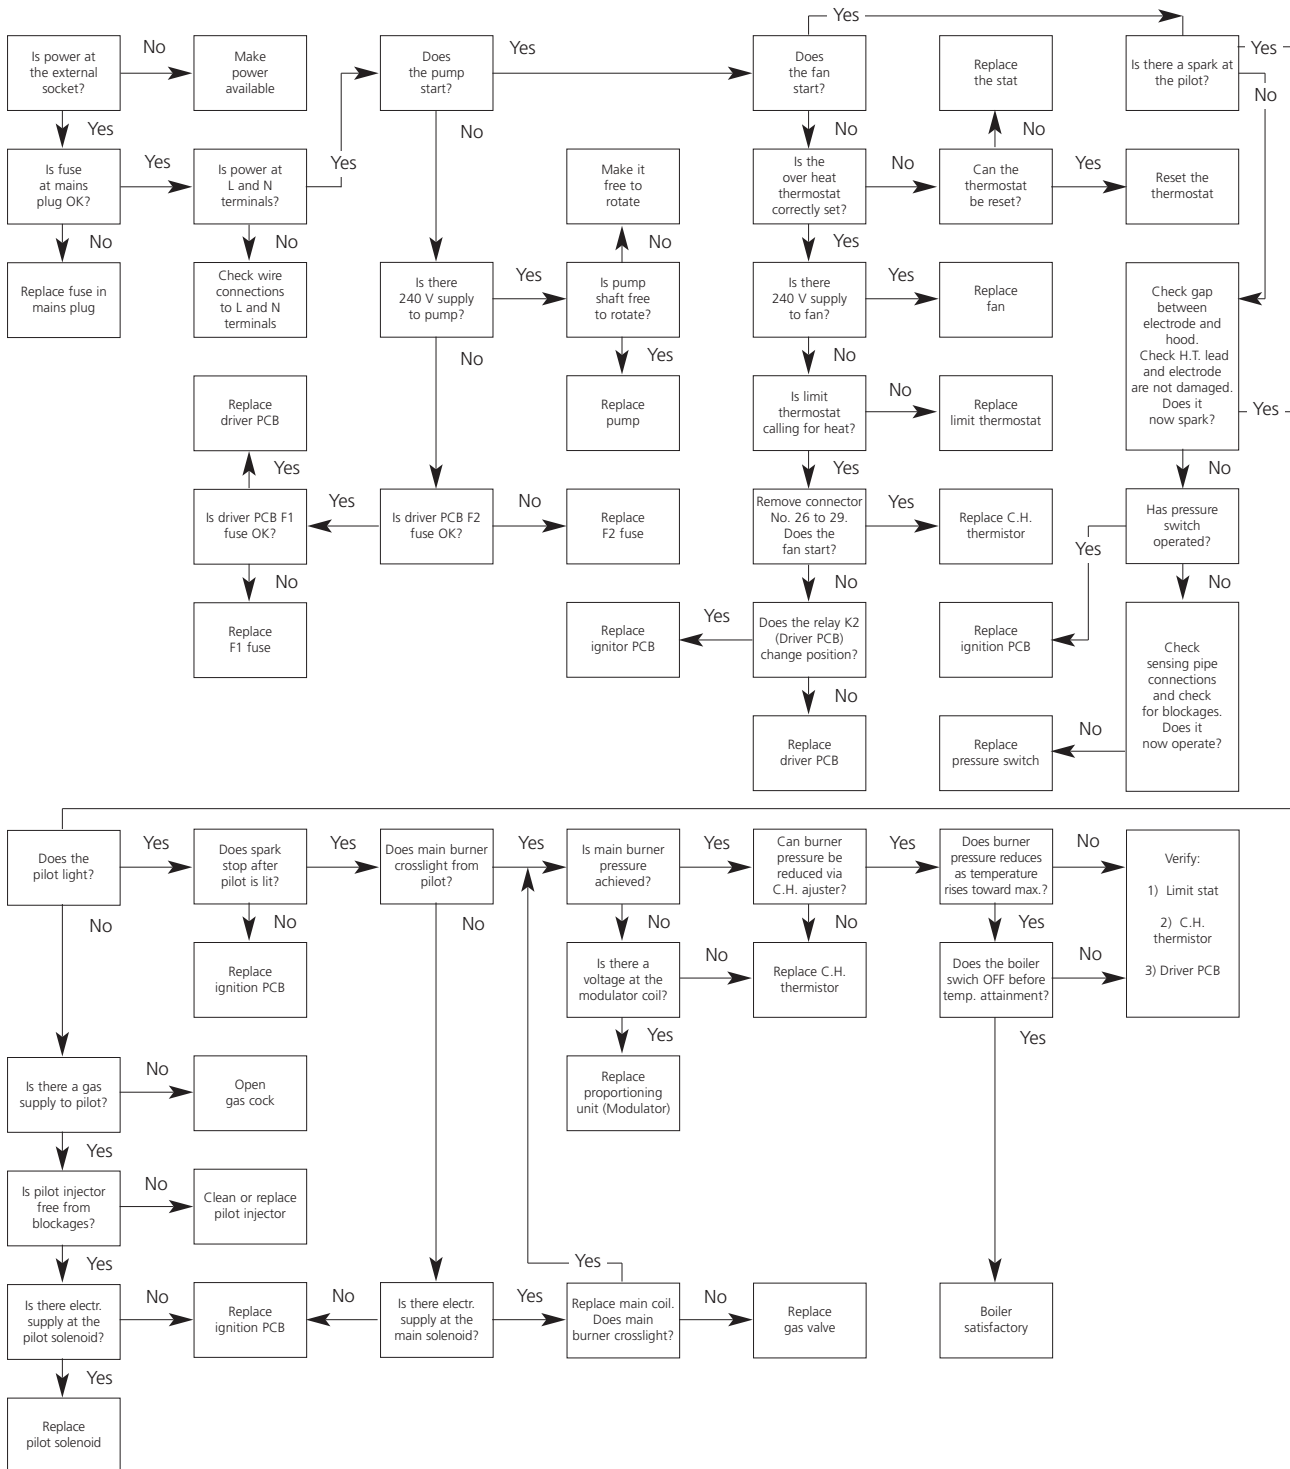 Yes
Is power at
the external
socket?
No
Make
power
available
Does
the pump
start?
Yes
Does
the fan
start?
Replace
the stat
Is there a spark at
the pilot?
Yes
No
Yes
No
No
No
Is fuse
at mains
plug OK?
Yes
Is power at
L and N
terminals?
Yes
Make it
free to
rotate
Is the
over heat
thermostat
correctly set?
No
Can the
thermostat
be reset?
Yes
Reset the
thermostat
No
No
No
Yes
Replace fuse in
mains plug
Check wire
connections
to L and N
terminals
Is there
240 V supply
to pump?
Yes
Is pump
shaft free
to rotate?
Is there
240 V supply
to fan?
Yes
Replace
fan
Check gap
between
electrode and
hood.
Check H.T. lead
and electrode
are not damaged.
Does it
now spark?
Yes
No
Yes
No
Replace
driver PCB
Replace
pump
Is limit
thermostat
calling for heat?
No
Replace
limit thermostat
Yes
Yes
No
Is driver PCB F1
fuse OK?
Yes
Is driver PCB F2
fuse OK?
No
Replace
F2 fuse
Remove connector
No. 26 to 29.
Does the
fan start?
Yes
Replace C.H.
thermistor
Has pressure
switch
operated?
Yes
No
No
No
Replace
F1 fuse
Replace
ignitor PCB
Yes
Does the relay K2
(Driver PCB)
change position?
Replace
ignition PCB
Check
sensing pipe
connections
and check
for blockages.
Does it
now operate?
No
Replace
driver PCB
Replace
pressure switch
No
Does the
pilot light?
Yes
Does spark
stop after
pilot is lit?
Yes
Does main burner
crosslight from
pilot?
Yes
Is main burner
pressure
achieved?
Yes
Can burner
pressure be
reduced via
C.H. ajuster?
Yes
Does burner
pressure reduces
as temperature
rises toward max.?
No
Verify:
1) Limit stat
2) C.H.
thermistor
3) Driver PCB
No
No
No
No
No
Yes
Replace
ignition PCB
Is there a
voltage at the
modulator coil?
No
Replace C.H.
thermistor
Does the boiler
swich OFF before
temp. attainment?
No
Yes
Yes
Is there a gas
supply to pilot?
No
Open
gas cock
Replace
proportioning
unit (Modulator)
Yes
Is pilot injector
free from
blockages?
No
Clean or replace
pilot injector
Yes
Yes
Is there electr.
supply at the
pilot solenoid?
No
Replace
ignition PCB
No
Is there electr.
supply at the
main solenoid?
Yes
Replace main coil.
Does main
burner crosslight?
No
Replace
gas valve
Boiler
satisfactory
Yes
Replace
pilot solenoid